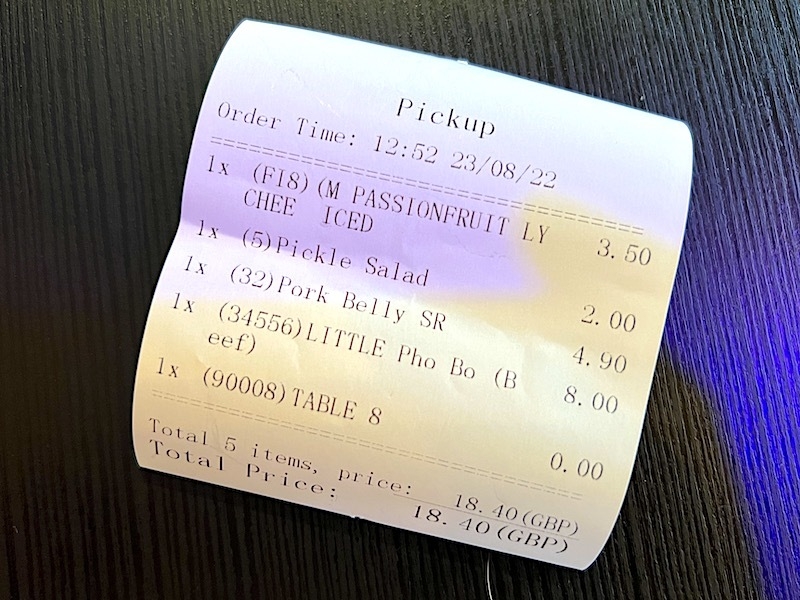 Pickup
Order Time: 12:52 23/08/22
1x (FI8)(M PASSIONFRUIT LY 3.50
CHEE ICED
1x (5)Pickle Salad 2.00
1x (32)Pork Belly SR 4.90
1x (34556)LITTLE Pho Bo (B 8.00
eef)
1x (90008)TABLE 8 0.00
Total 5 items, price: 18.40(GBP)
Total Price: 18.40(GBP)